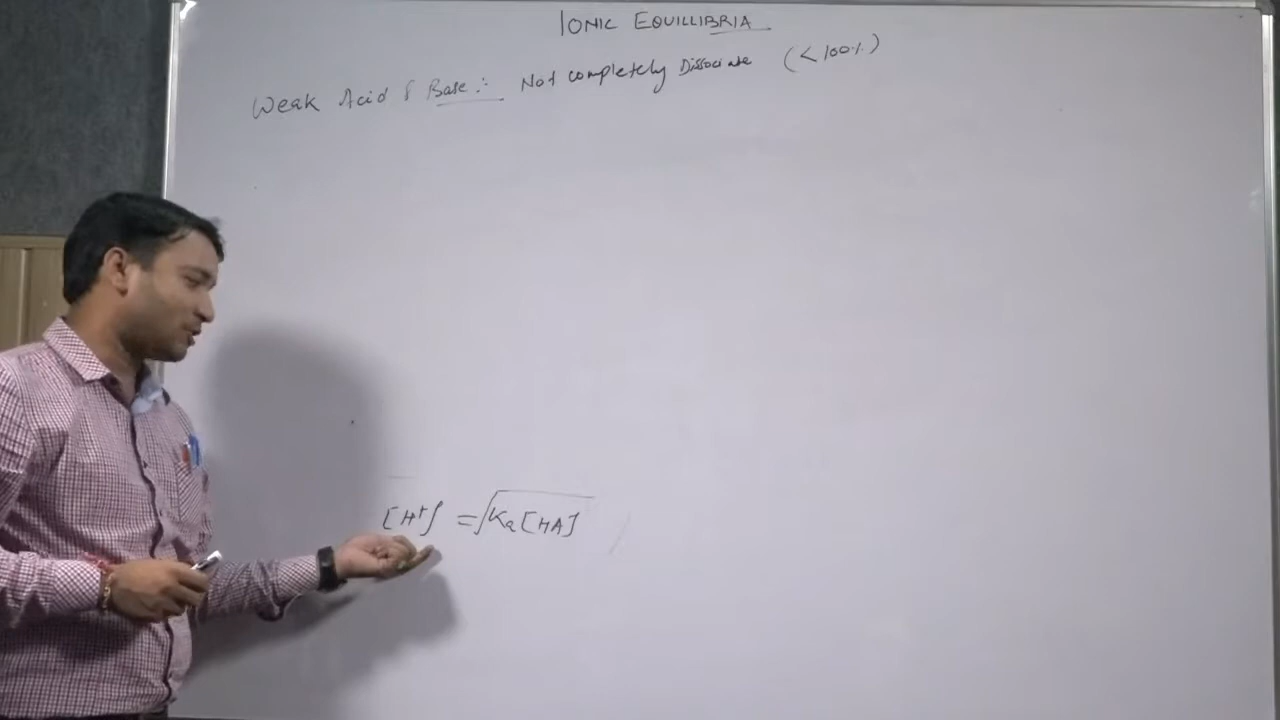 IONIC EQUILLIBRIA
Weak Acid & Base :- Not completely Dissociate (< 100%)
[H+] = √Ka[HA]